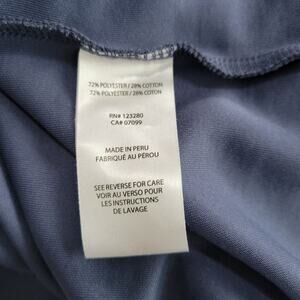 72% POLYESTER / 28% COTTON
72% POLYESTER / 28% COTON
RN# 123280
CA# 07099
MADE IN PERU
FABRIQUÉ AU PÉROU
SEE REVERSE FOR CARE
VOIR AU VERSO POUR
LES INSTRUCTIONS
DE LAVAGE